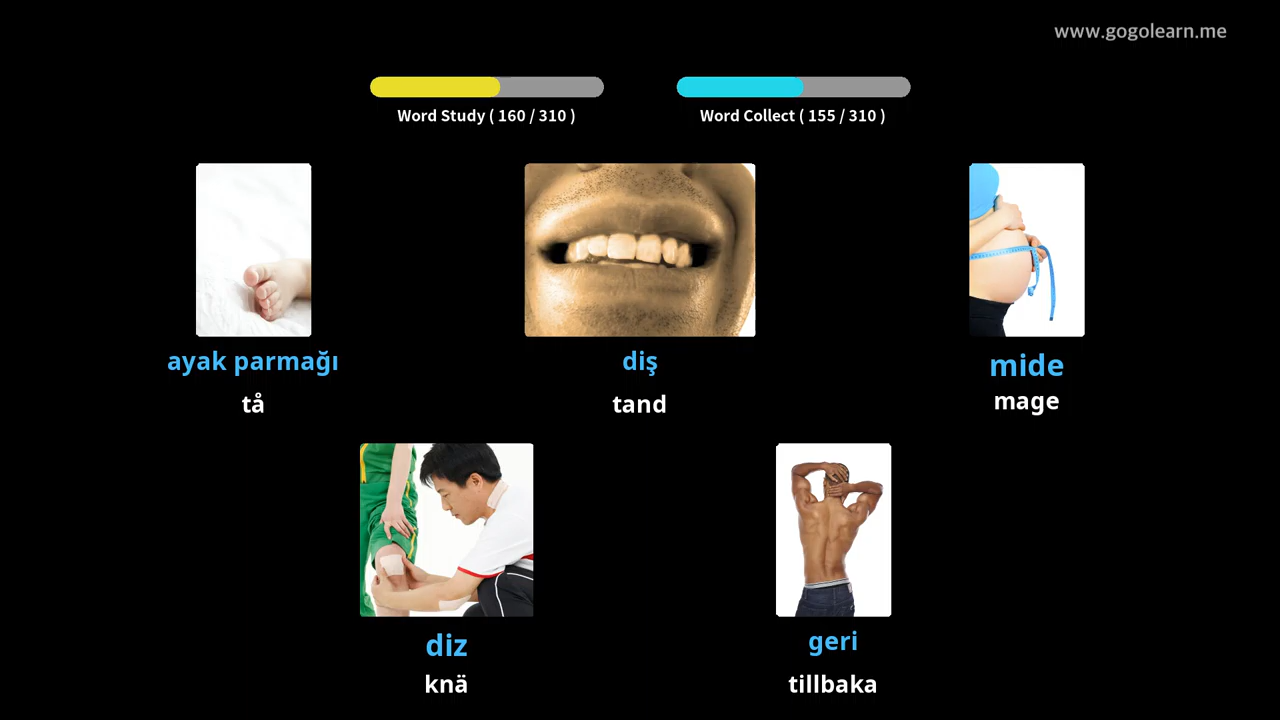 www.gogolearn.me
Word Study ( 160 / 310 )
Word Collect ( 155 / 310 )
ayak parmağı
tå
diş
tand
mide
mage
diz
knä
geri
tillbaka